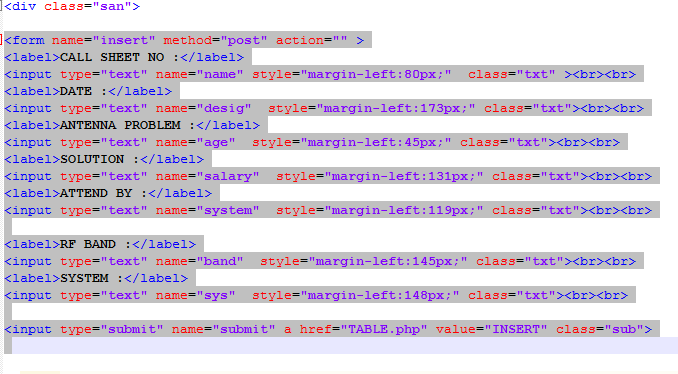 <div class="san">
<form name="insert" method="post" action="" >
<label>CALL SHEET NO :</label>
<input type="text" name="name" style="margin-left:80px;"  class="txt" ><br><br>
<label>DATE :</label>
<input type="text" name="desig"  style="margin-left:173px;" class="txt"><br><br>
<label>ANTENNA PROBLEM :</label>
<input type="text" name="age"  style="margin-left:45px;" class="txt"><br><br>
<label>SOLUTION :</label>
<input type="text" name="salary"  style="margin-left:131px;" class="txt"><br><br>
<label>ATTEND BY :</label>
<input type="text" name="system"  style="margin-left:119px;" class="txt"><br><br>
<label>RF BAND :</label>
<input type="text" name="band"  style="margin-left:145px;" class="txt"><br><br>
<label>SYSTEM :</label>
<input type="text" name="sys"  style="margin-left:148px;" class="txt"><br><br>
<input type="submit" name="submit" a href="TABLE.php" value="INSERT" class="sub">